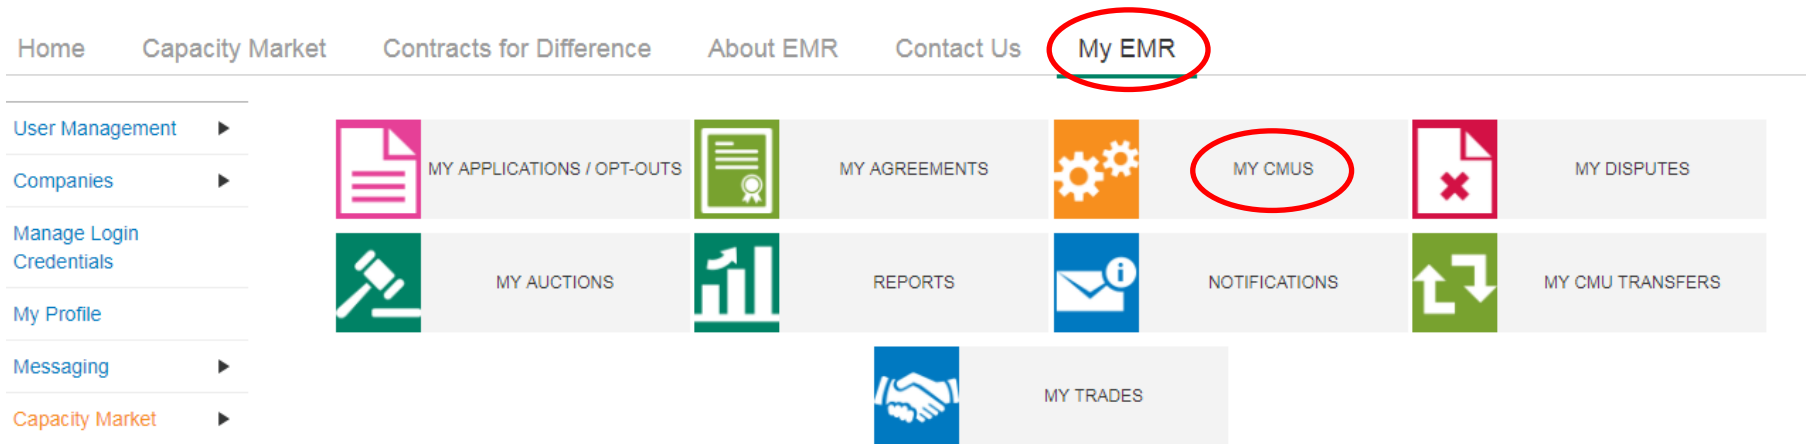 Home Capacity Market Contracts for Difference About EMR Contact Us My EMR
User Management
Companies
Manage Login
Credentials
My Profile
Messaging
Capacity Market
MY APPLICATIONS / OPT-OUTS
MY AGREEMENTS
MY CMUS
MY DISPUTES
MY AUCTIONS
REPORTS
NOTIFICATIONS
MY CMU TRANSFERS
MY TRADES